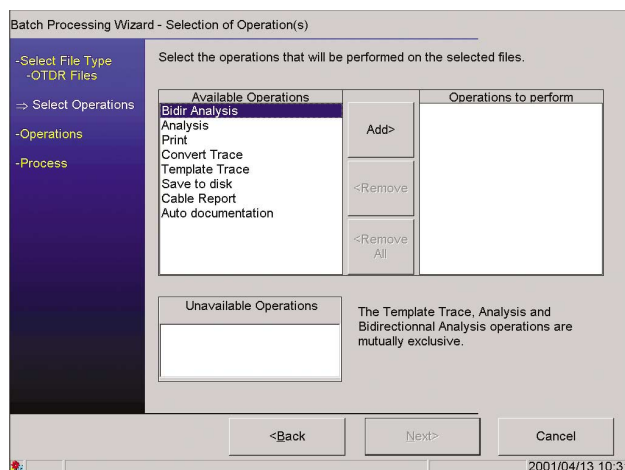 Batch Processing Wizard - Selection of Operation(s)
-Select File Type
-OTDR Files
⇒ Select Operations
-Operations
-Process
Select the operations that will be performed on the selected files.
Available Operations
Bidir Analysis
Analysis
Print
Convert Trace
Template Trace
Save to disk
Cable Report
Auto documentation
Add>
<Remove
<Remove
All
Operations to perform
Unavailable Operations
The Template Trace, Analysis and
Bidirectionnal Analysis operations are
mutually exclusive.
<Back
Next>
Cancel
2001/04/13 10:3